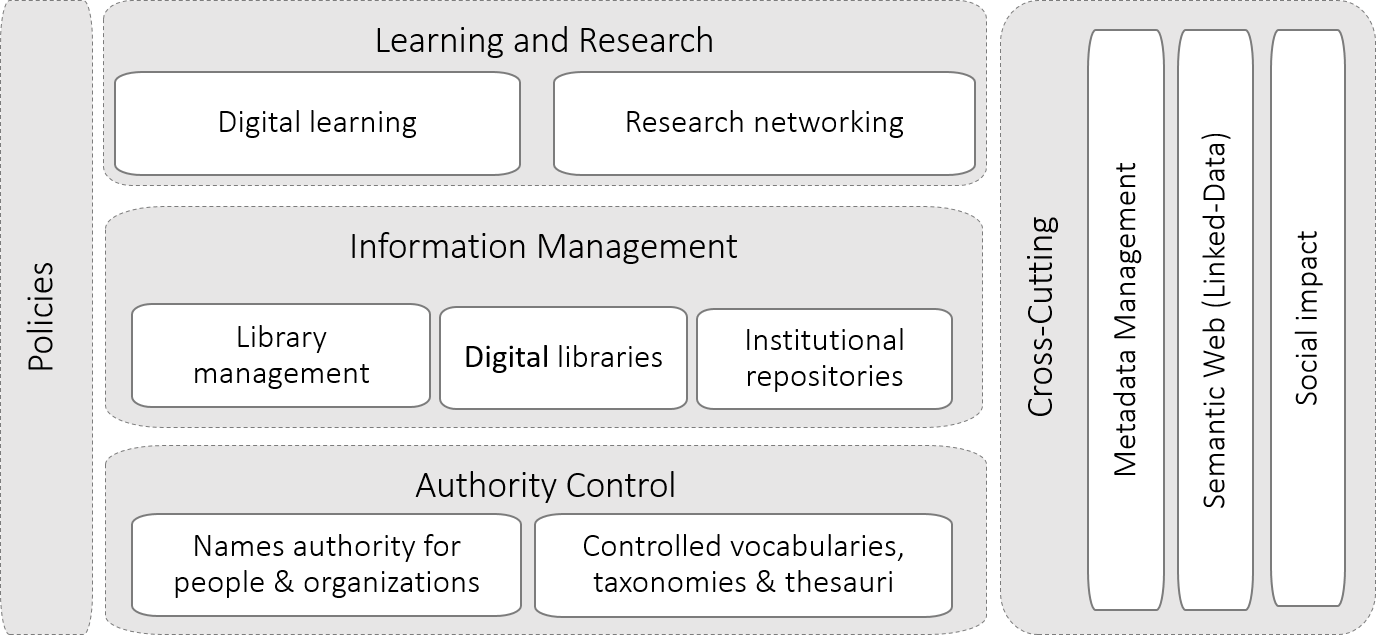 Policies
Learning and Research
Digital learning
Research networking
Information Management
Library
management
Digital libraries
Institutional
repositories
Authority Control
Names authority for
people & organizations
Controlled vocabularies,
taxonomies & thesauri
Cross-Cutting
Metadata Management
Semantic Web (Linked-Data)
Social impact